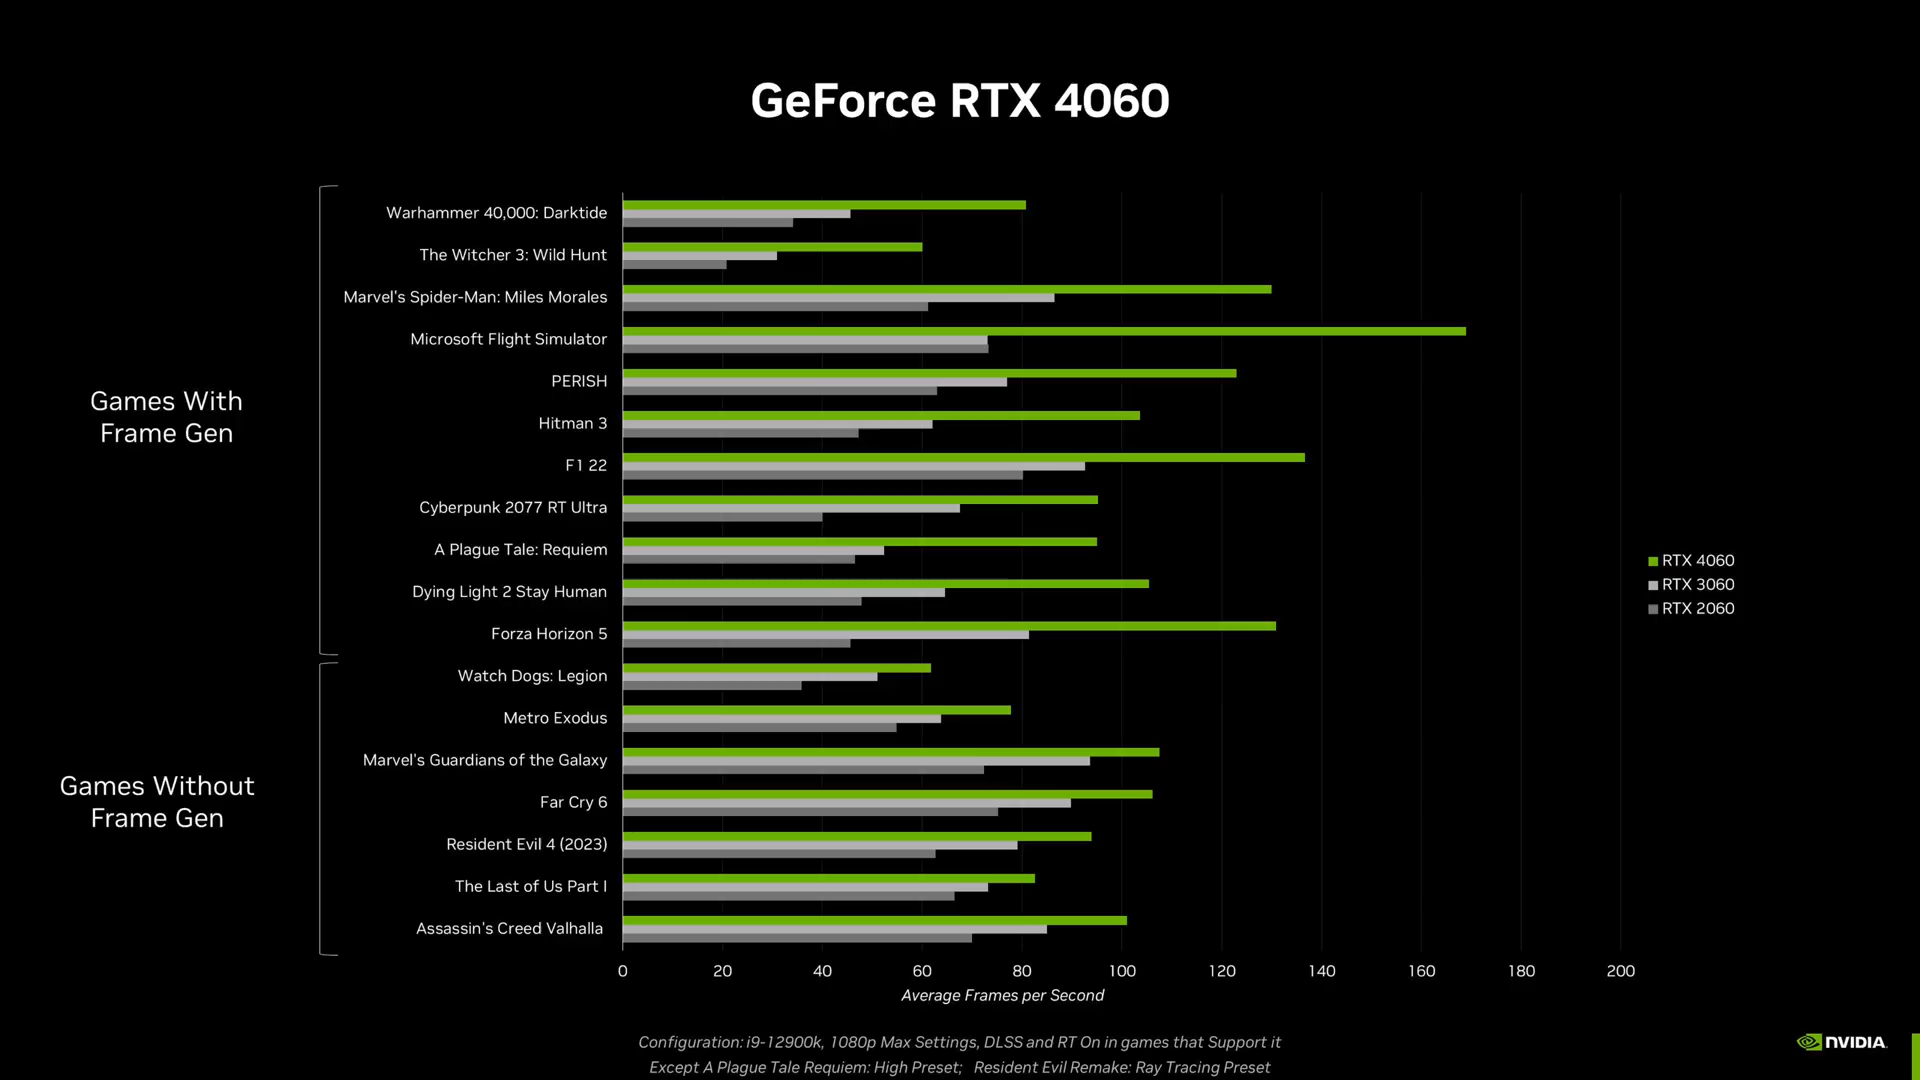 GeForce RTX 4060
Games With
Frame Gen
Warhammer 40,000: Darktide
The Witcher 3: Wild Hunt
Marvel's Spider-Man: Miles Morales
Microsoft Flight Simulator
PERISH
Hitman 3
F1 22
Cyberpunk 2077 RT Ultra
A Plague Tale: Requiem
Dying Light 2 Stay Human
Forza Horizon 5
Games Without
Frame Gen
Watch Dogs: Legion
Metro Exodus
Marvel's Guardians of the Galaxy
Far Cry 6
Resident Evil 4 (2023)
The Last of Us Part I
Assassin's Creed Valhalla
0 20 40 60 80 100 120 140 160 180 200
Average Frames per Second
RTX 4060
RTX 3060
RTX 2060
Configuration: i9-12900k, 1080p Max Settings, DLSS and RT On in games that Support it
Except A Plague Tale Requiem: High Preset; Resident Evil Remake: Ray Tracing Preset
NVIDIA.